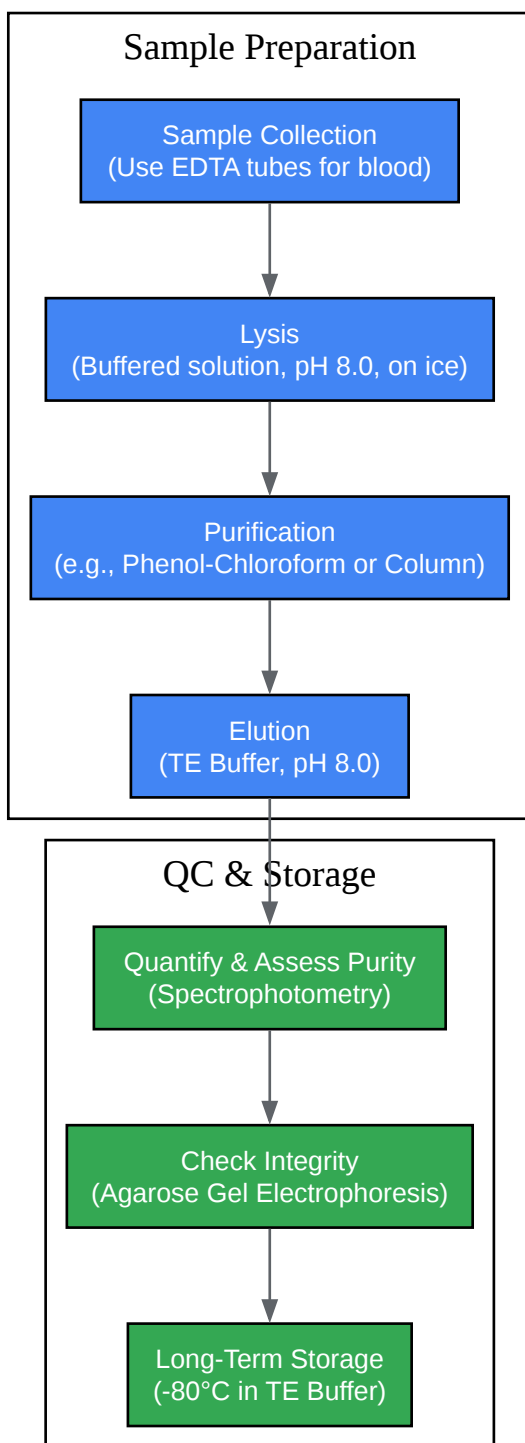 Sample Preparation
Sample Collection
(Use EDTA tubes for blood)
Lysis
(Buffered solution, pH 8.0, on ice)
Purification
(e.g., Phenol-Chloroform or Column)
Elution
(TE Buffer, pH 8.0)
QC & Storage
Quantify & Assess Purity
(Spectrophotometry)
Check Integrity
(Agarose Gel Electrophoresis)
Long-Term Storage
(-80°C in TE Buffer)